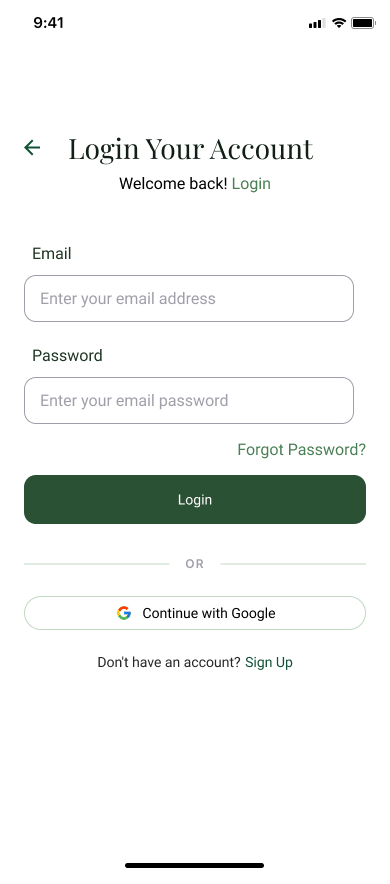 9:41
Login Your Account
Welcome back! Login
Email
Enter your email address
Password
Enter your email password
Forgot Password?
Login
OR
Continue with Google
Don't have an account? Sign Up